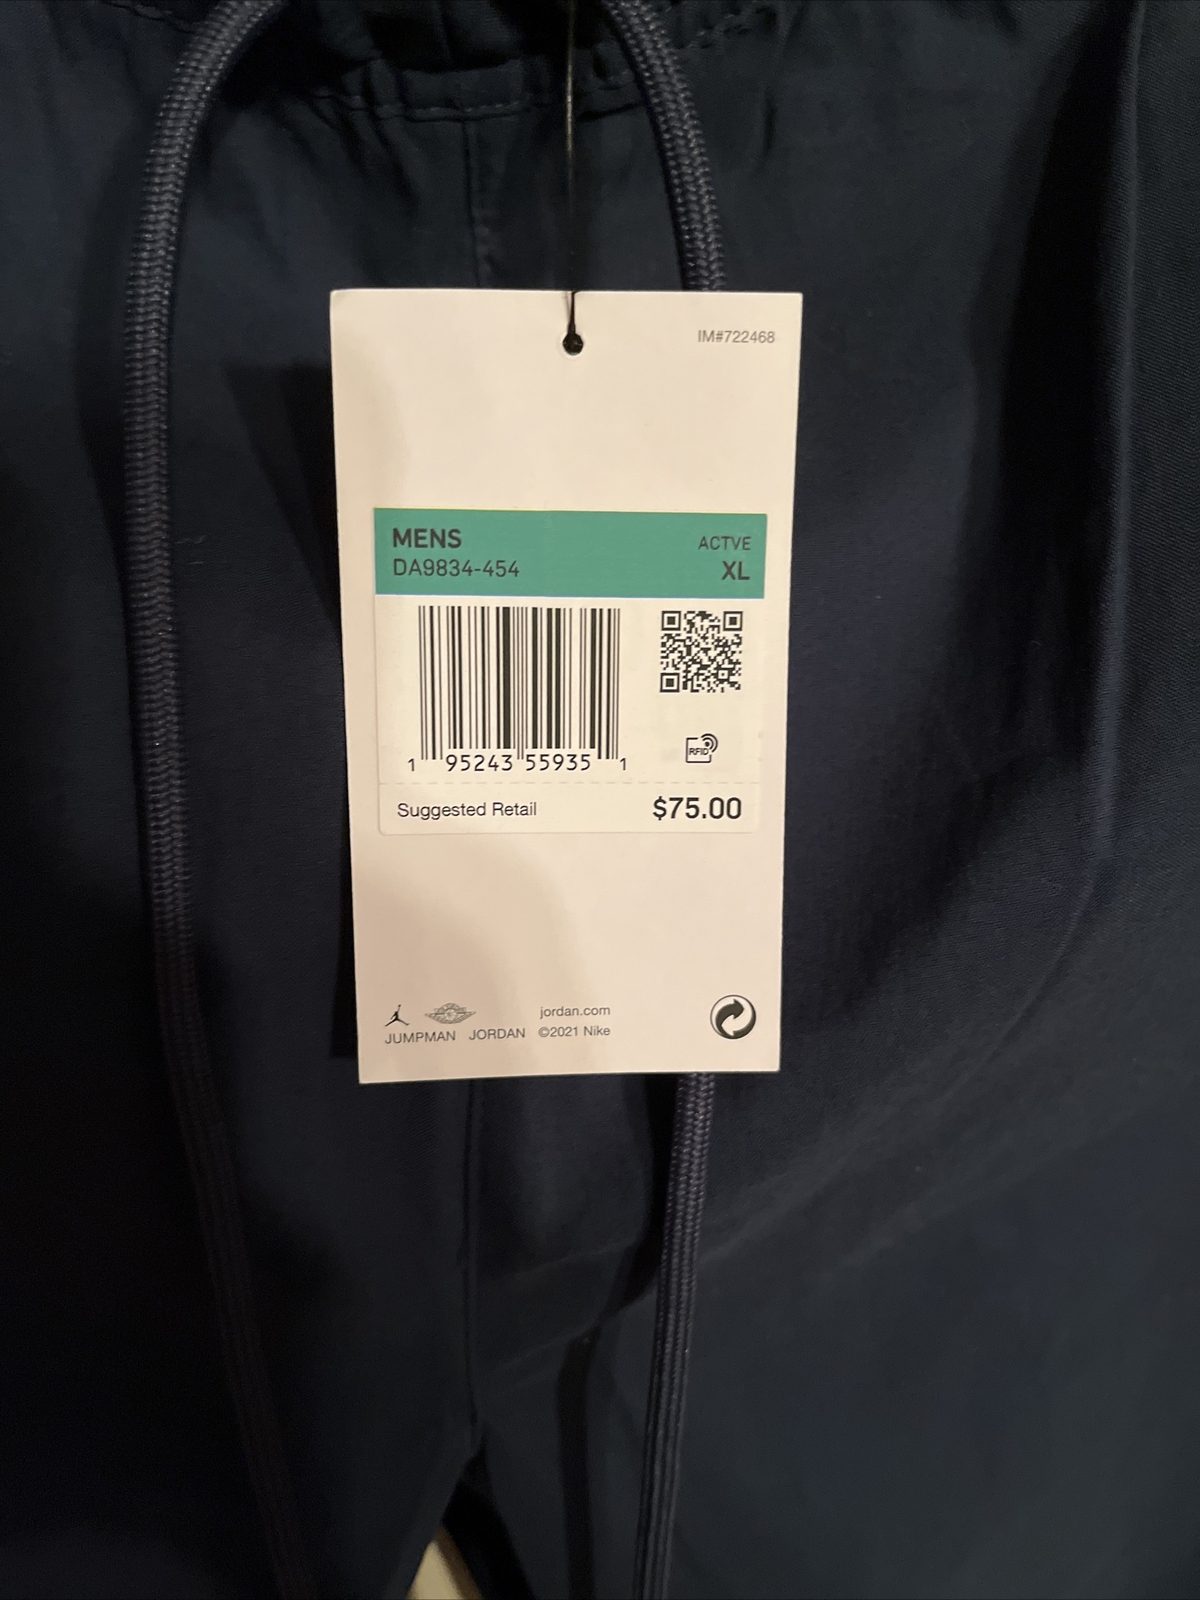 IM#722468
MENS
ACTVE
DA9834-454
XL
1 95243 55935 1
RFID
Suggested Retail
$75.00
jordan.com
JUMPMAN JORDAN ©2021 Nike